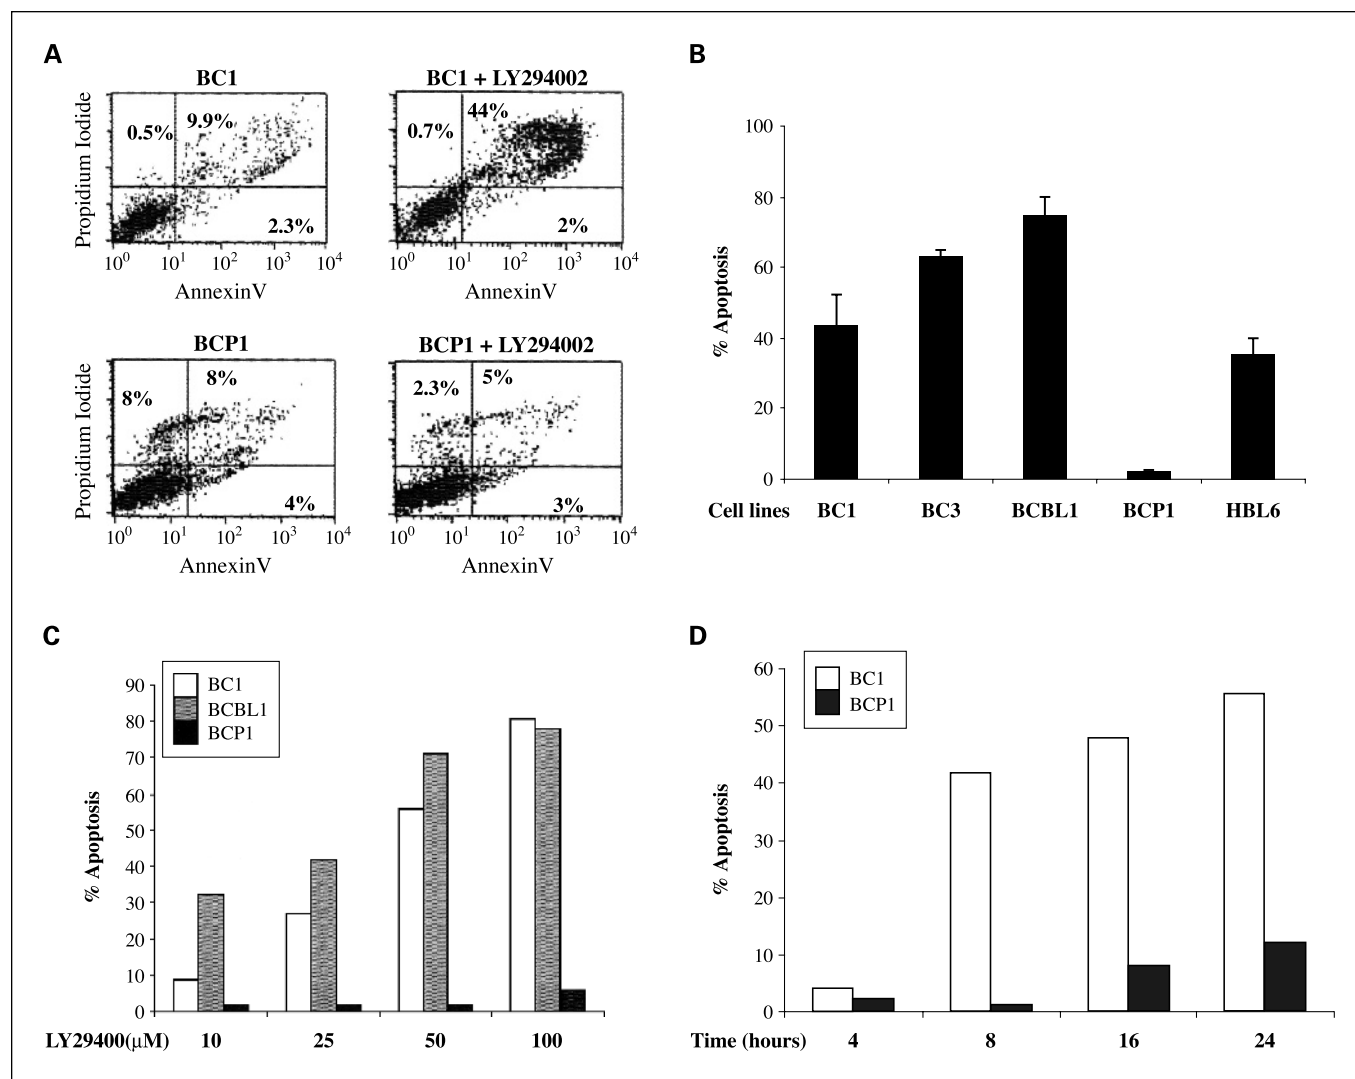 A
BC1
Propidium Iodide
0.5%
9.9%
2.3%
10^0 10^1 10^2 10^3 10^4
AnnexinV
BC1 + LY294002
0.7%
44%
2%
10^0 10^1 10^2 10^3 10^4
AnnexinV
BCP1
Propidium Iodide
8%
8%
4%
10^0 10^1 10^2 10^3 10^4
AnnexinV
BCP1 + LY294002
2.3%
5%
3%
10^0 10^1 10^2 10^3 10^4
AnnexinV
B
% Apoptosis
100
80
60
40
20
0
Cell lines BC1 BC3 BCBL1 BCP1 HBL6
C
BC1
BCBL1
BCP1
% Apoptosis
90
80
70
60
50
40
30
20
10
0
LY29400(μM) 10 25 50 100
D
BC1
BCP1
% Apoptosis
60
50
40
30
20
10
0
Time (hours) 4 8 16 24